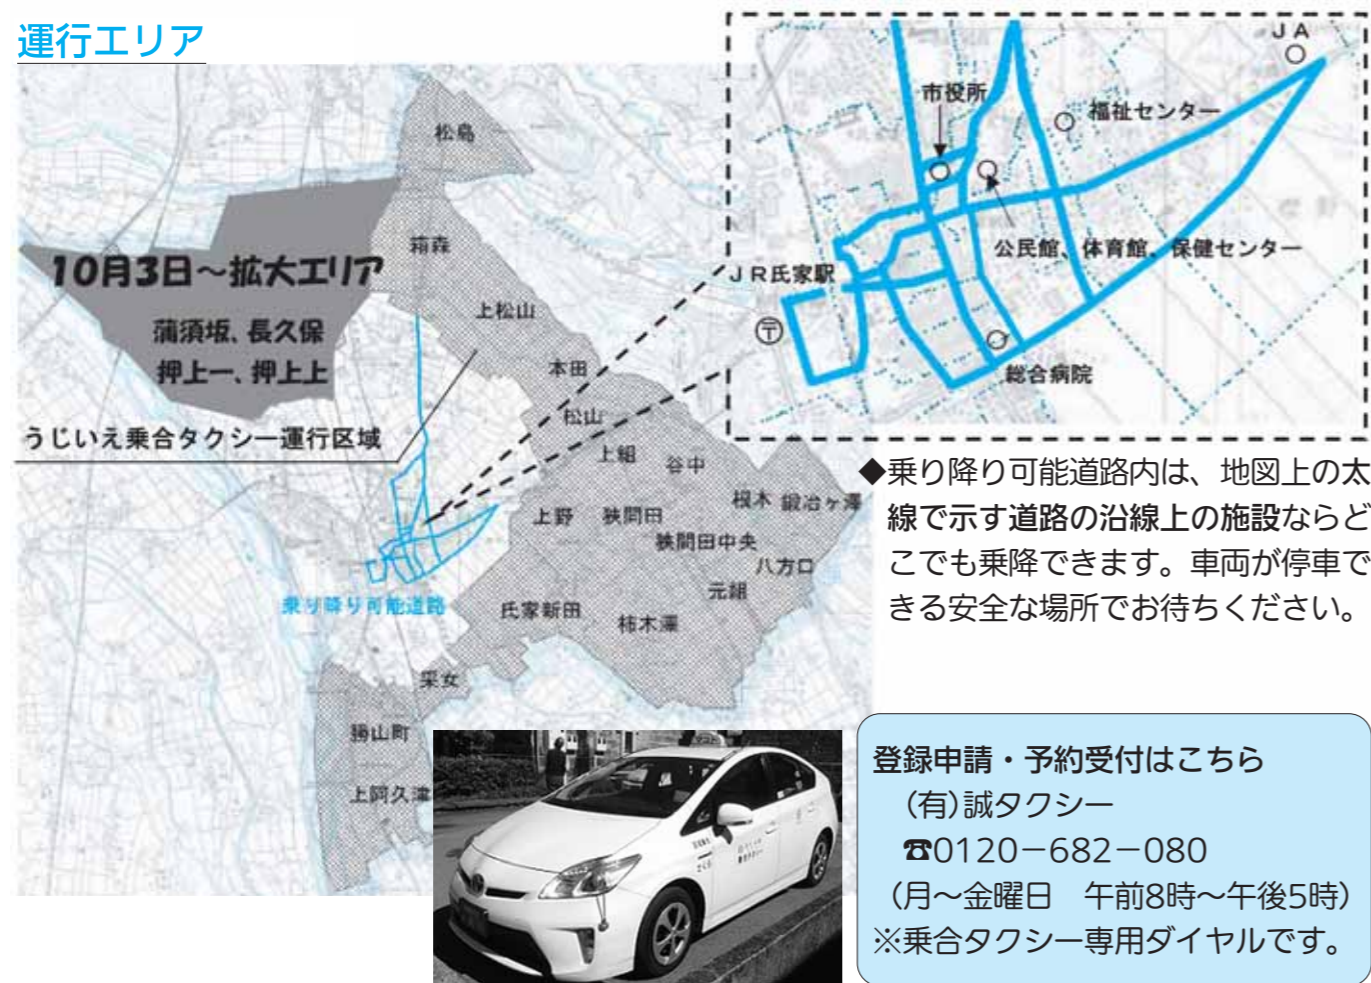 運行エリア
松島
10月3日～拡大エリア
蒲須坂、長久保
押上一、押上上
箱森
上松山
本田
松山
うじいえ乗合タクシー運行区域
上組
谷中
根木
鍛冶ヶ澤
上野
狭間田
狭間田中央
八方口
元組
乗り降り可能道路
氏家新田
柿木澤
采女
勝山町
上阿久津
JA
市役所
福祉センター
公民館、体育館、保健センター
JR氏家駅
〒
総合病院
◆乗り降り可能道路内は、地図上の太
線で示す道路の沿線上の施設ならど
こでも乗降できます。車両が停車で
きる安全な場所でお待ちください。
登録申請・予約受付はこちら
(有)誠タクシー
☎0120－682－080
（月～金曜日　午前8時～午後5時）
※乗合タクシー専用ダイヤルです。